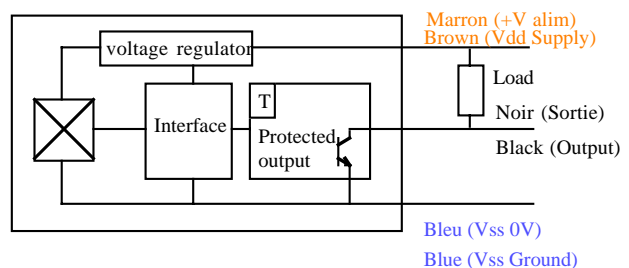 Marron (+V alim)
Brown (Vdd Supply)
voltage regulator
Load
T
Interface
Protected
output
Noir (Sortie)
Black (Output)
Bleu (Vss 0V)
Blue (Vss Ground)